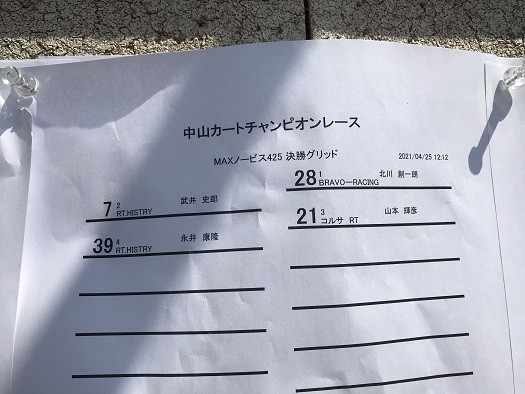 中山カートチャンピオンレース
MAXノービス425 決勝グリッド
2021/04/25 12:12
28 1 北川 創一朗
BRAVO-RACING
7 2 武井 史郎
RT.HISTRY
21 3 山本 輝彦
コルサ RT
39 4 永井 康隆
RT.HISTRY